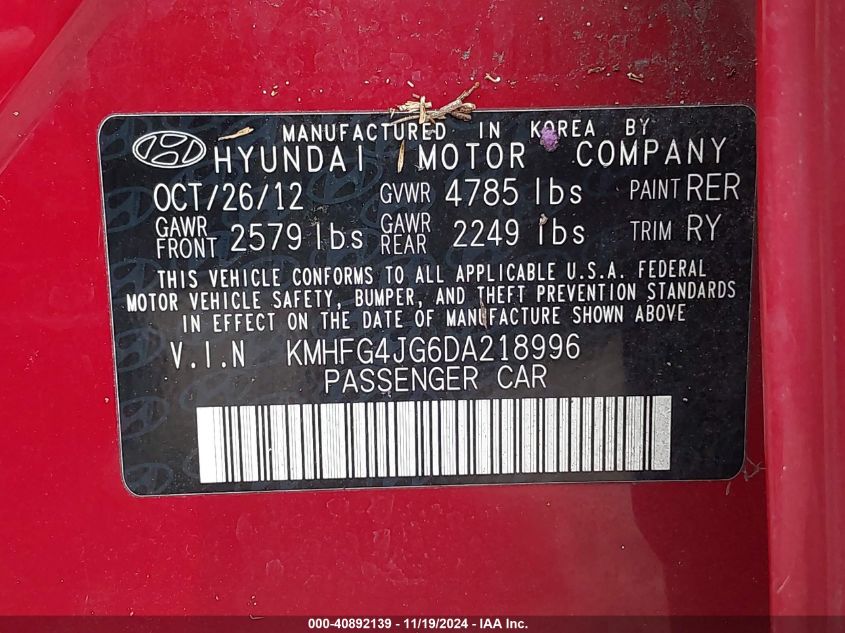 MANUFACTURED IN KOREA BY
HYUNDAI MOTOR COMPANY
OCT/26/12 GVWR 4785 lbs PAINT RER
GAWR FRONT 2579 lbs GAWR REAR 2249 lbs TRIM RY
THIS VEHICLE CONFORMS TO ALL APPLICABLE U.S.A. FEDERAL
MOTOR VEHICLE SAFETY, BUMPER, AND THEFT PREVENTION STANDARDS
IN EFFECT ON THE DATE OF MANUFACTURE SHOWN ABOVE
V.I.N KMHFG4JG6DA218996
PASSENGER CAR
000-40892139 - 11/19/2024 - IAA Inc.